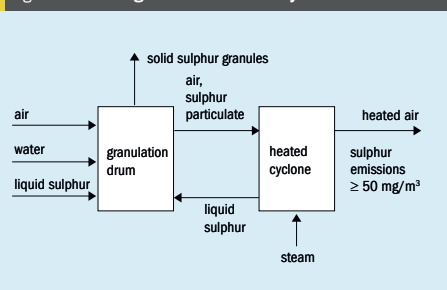 solid sulphur granules
air,
sulphur
particulate
air
heated air
water
granulation
drum
heated
cyclone
sulphur
emissions
≥ 50 mg/m³
liquid sulphur
liquid
sulphur
steam